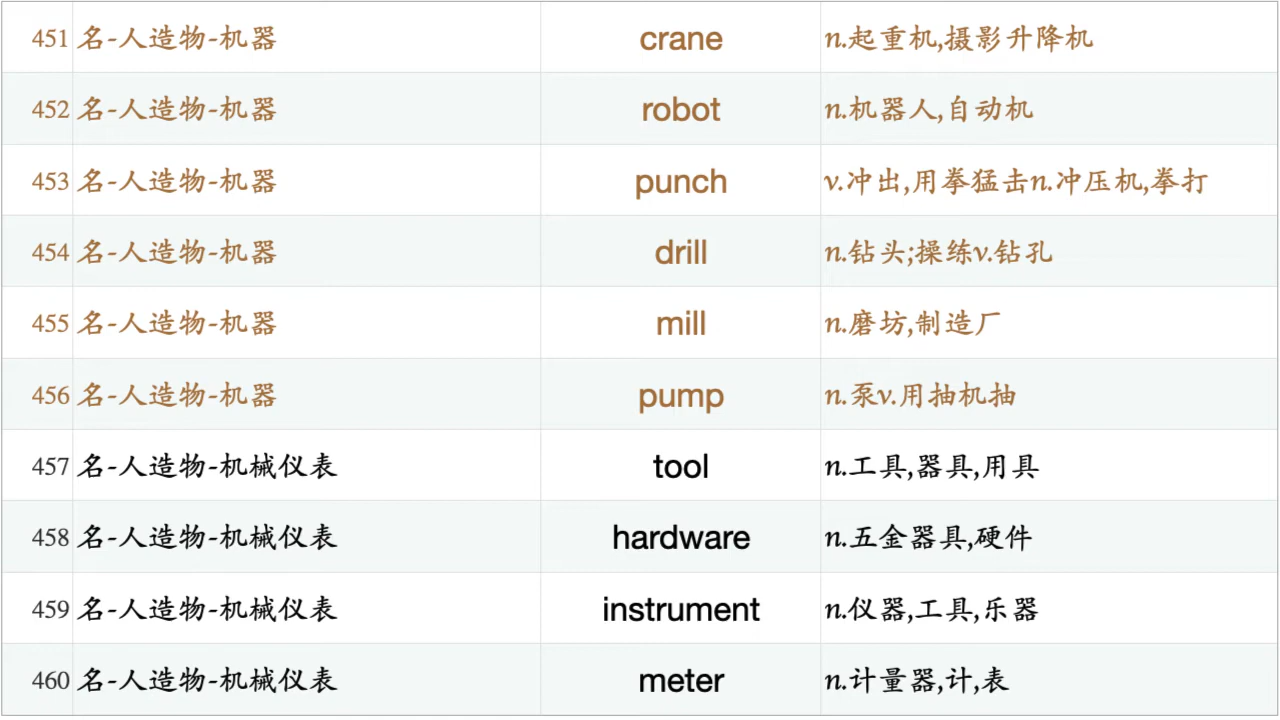 451 名-人造物-机器 crane n.起重机,摄影升降机
452 名-人造物-机器 robot n.机器人,自动机
453 名-人造物-机器 punch v.冲出,用拳猛击n.冲压机,拳打
454 名-人造物-机器 drill n.钻头;操练v.钻孔
455 名-人造物-机器 mill n.磨坊,制造厂
456 名-人造物-机器 pump n.泵v.用抽机抽
457 名-人造物-机械仪表 tool n.工具,器具,用具
458 名-人造物-机械仪表 hardware n.五金器具,硬件
459 名-人造物-机械仪表 instrument n.仪器,工具,乐器
460 名-人造物-机械仪表 meter n.计量器,计,表